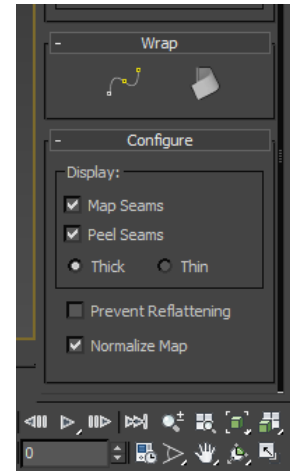 - Wrap
- Configure
Display:
Map Seams
Peel Seams
Thick Thin
Prevent Reflattening
Normalize Map
0